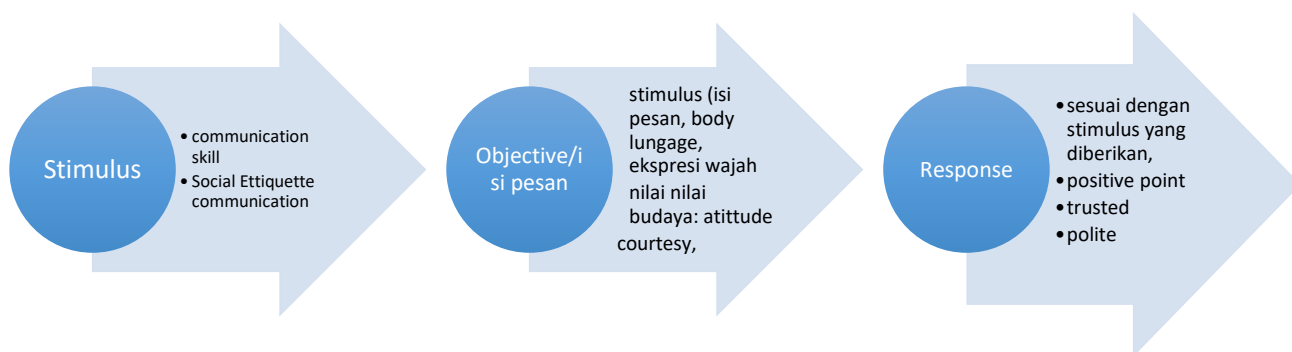 Stimulus
• communication
skill
• Social Ettiquette
communication
Objective/i
si pesan
stimulus (isi
pesan, body
lungage,
ekspresi wajah
nilai nilai
budaya: atittude
courtesy,
Response
• sesuai dengan
stimulus yang
diberikan,
• positive point
• trusted
• polite